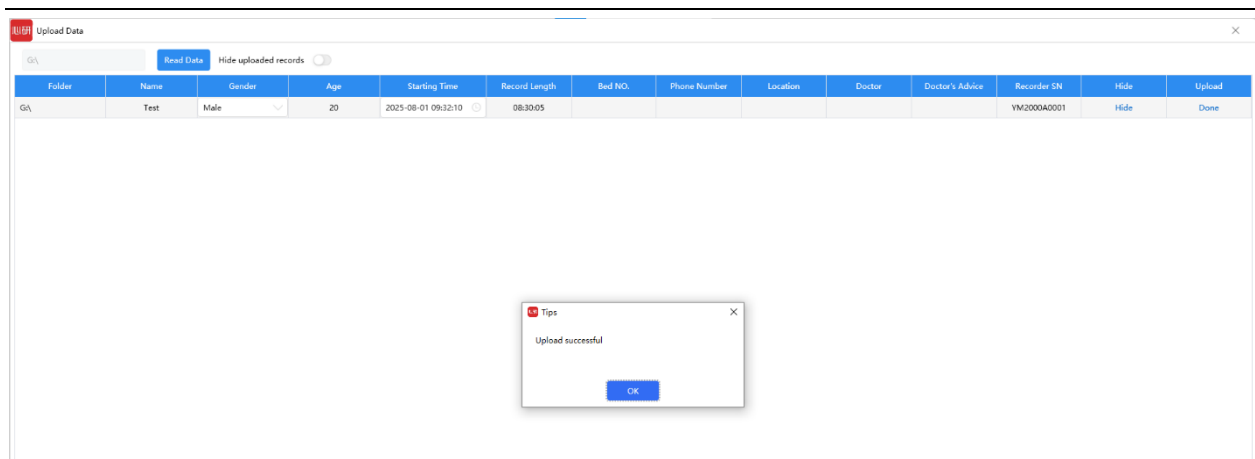 Upload Data
G:\ Read Data Hide uploaded records
Folder Name Gender Age Starting Time Record Length Bed NO. Phone Number Location Doctor Doctor's Advice Recorder SN Hide Upload
G:\ Test Male 20 2025-08-01 09:32:10 08:30:05 YM2000A0001 Hide Done
Tips
Upload successful
OK